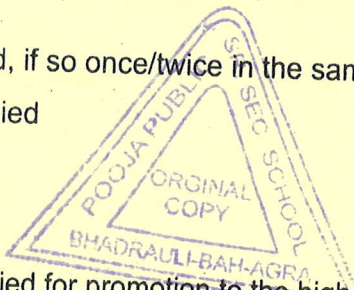 d, if so once/twice in the sam
ied
POOJA PUBLIC
SR. SEC SCHOOL
ORGINAL
COPY
BHADRAULI-BAH-AGRA
ied for promotion to the high